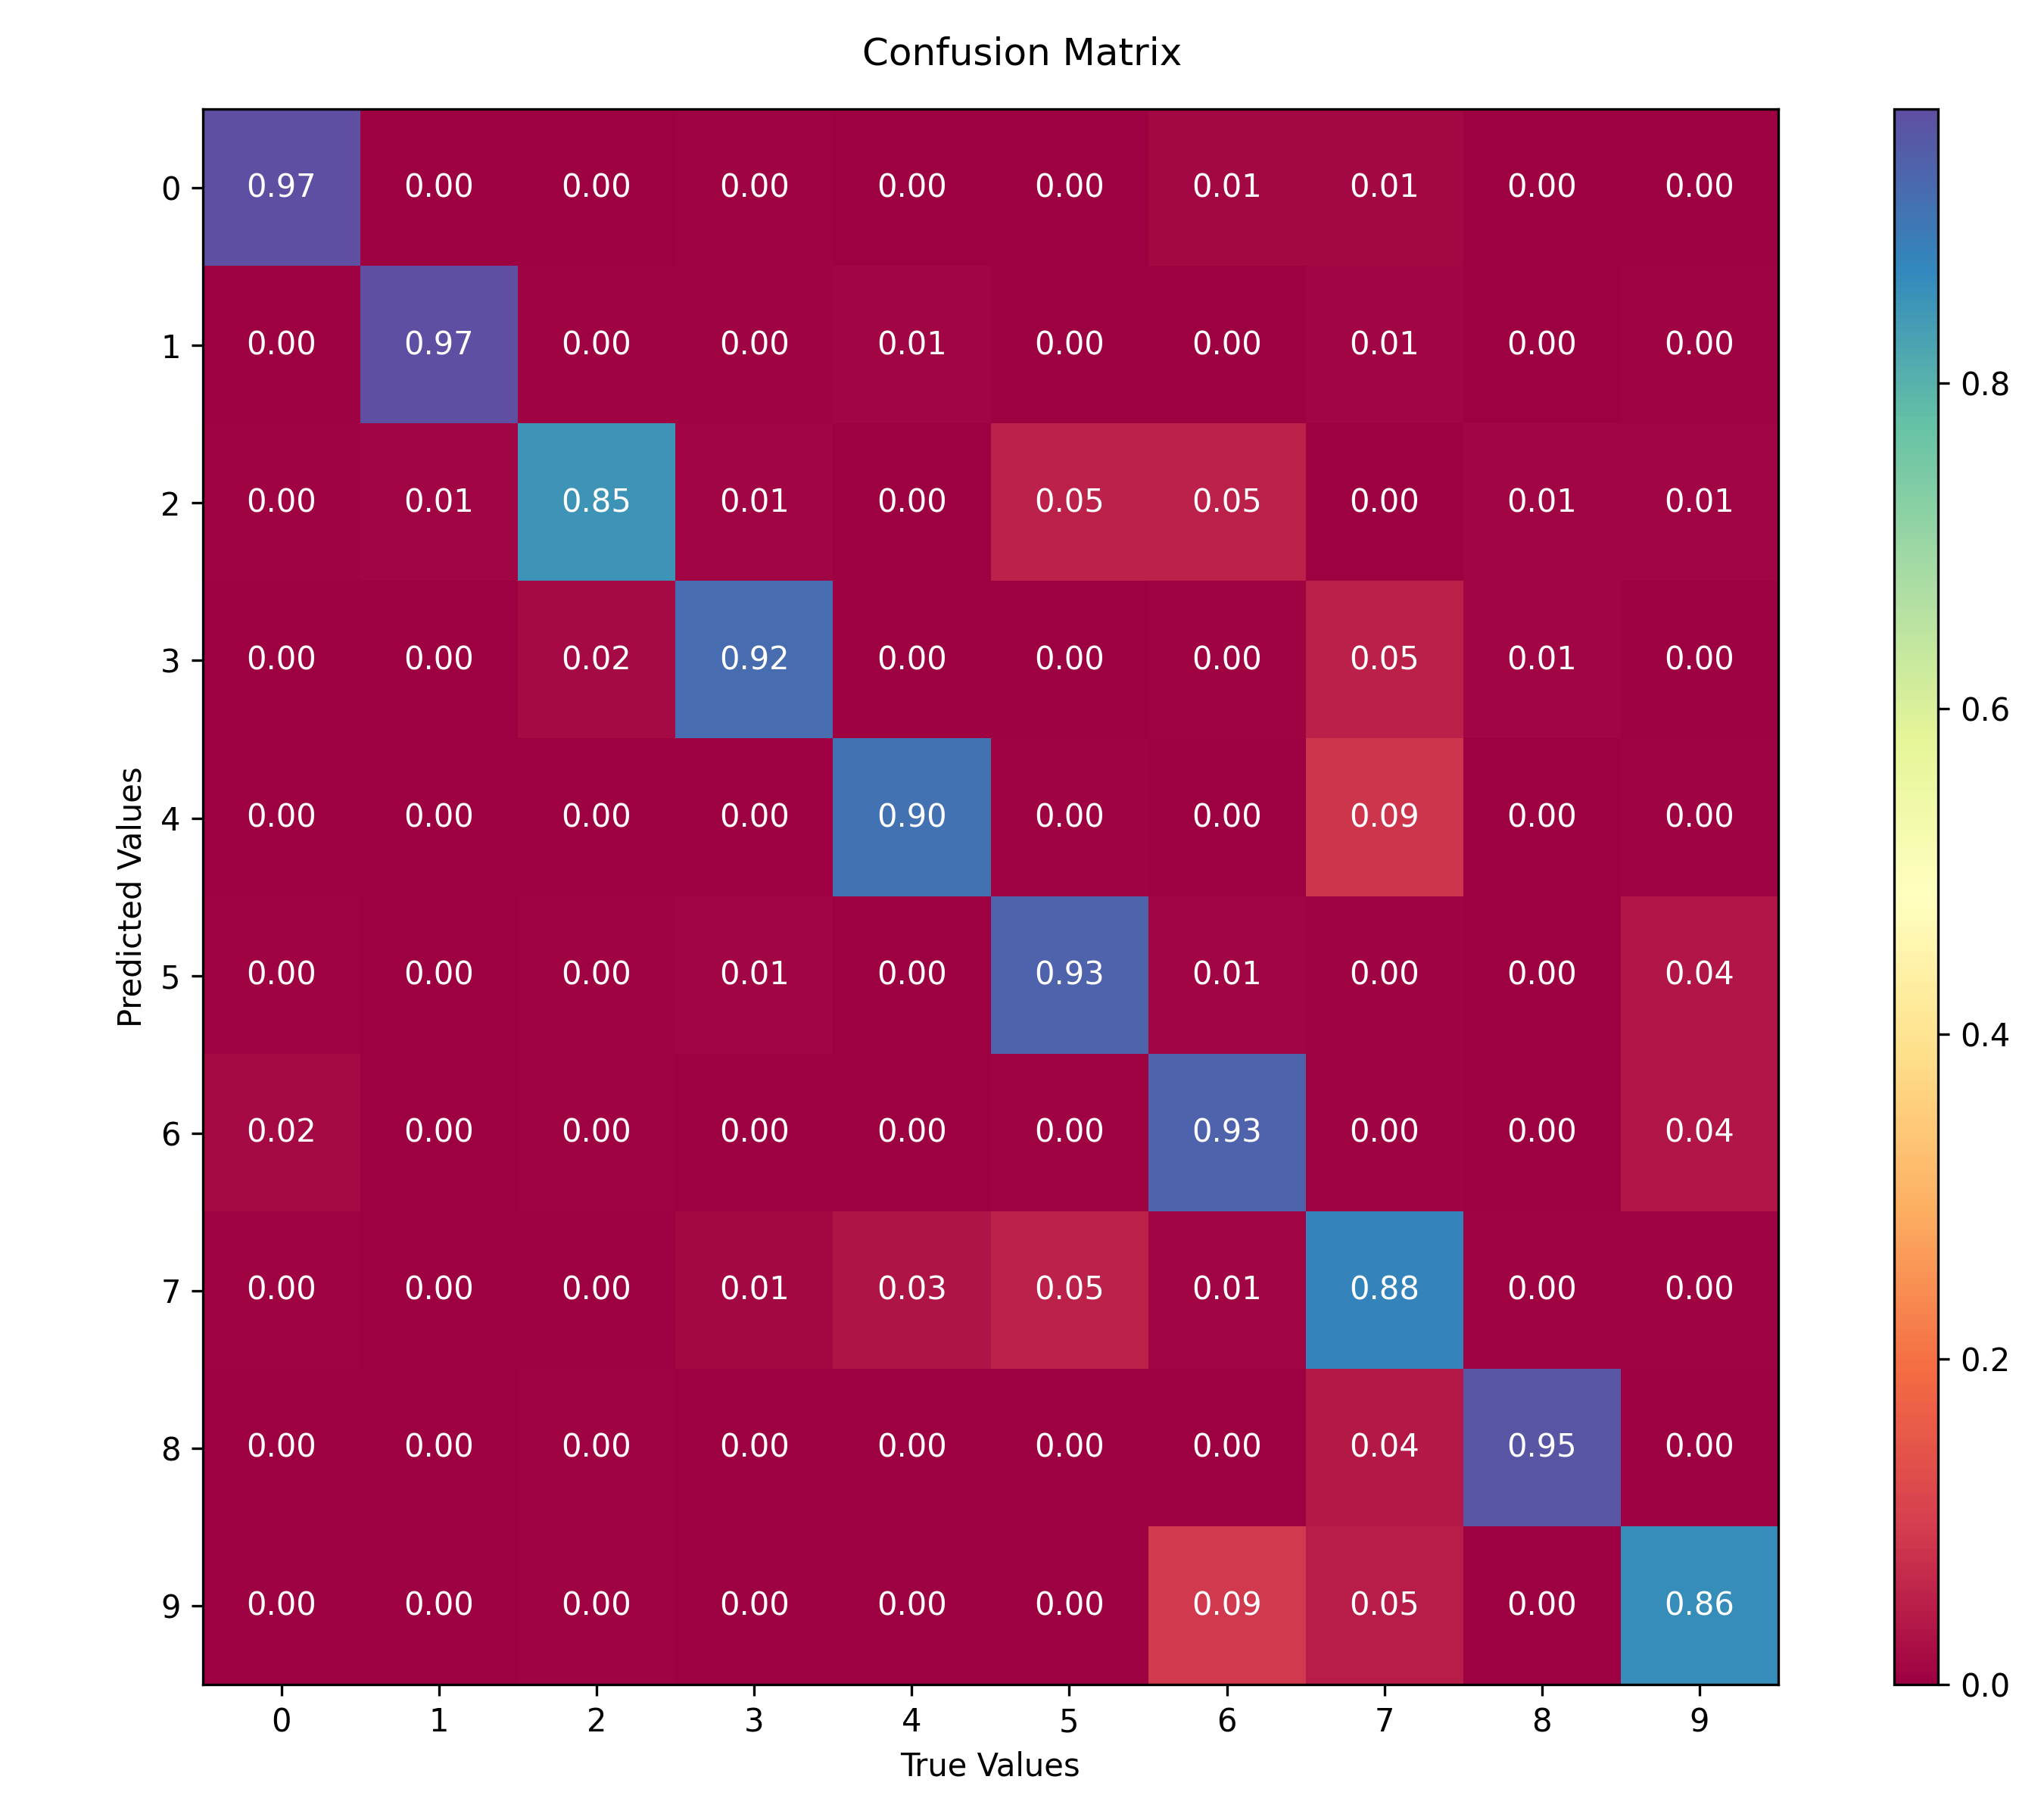 Confusion Matrix
0 0.97 0.00 0.00 0.00 0.00 0.00 0.01 0.01 0.00 0.00
1 0.00 0.97 0.00 0.00 0.01 0.00 0.00 0.01 0.00 0.00
0.8
2 0.00 0.01 0.85 0.01 0.00 0.05 0.05 0.00 0.01 0.01
3 0.00 0.00 0.02 0.92 0.00 0.00 0.00 0.05 0.01 0.00
0.6
4 0.00 0.00 0.00 0.00 0.90 0.00 0.00 0.09 0.00 0.00
Predicted Values
5 0.00 0.00 0.00 0.01 0.00 0.93 0.01 0.00 0.00 0.04
0.4
6 0.02 0.00 0.00 0.00 0.00 0.00 0.93 0.00 0.00 0.04
7 0.00 0.00 0.00 0.01 0.03 0.05 0.01 0.88 0.00 0.00
0.2
8 0.00 0.00 0.00 0.00 0.00 0.00 0.00 0.04 0.95 0.00
9 0.00 0.00 0.00 0.00 0.00 0.00 0.09 0.05 0.00 0.86
0.0
0 1 2 3 4 5 6 7 8 9
True Values